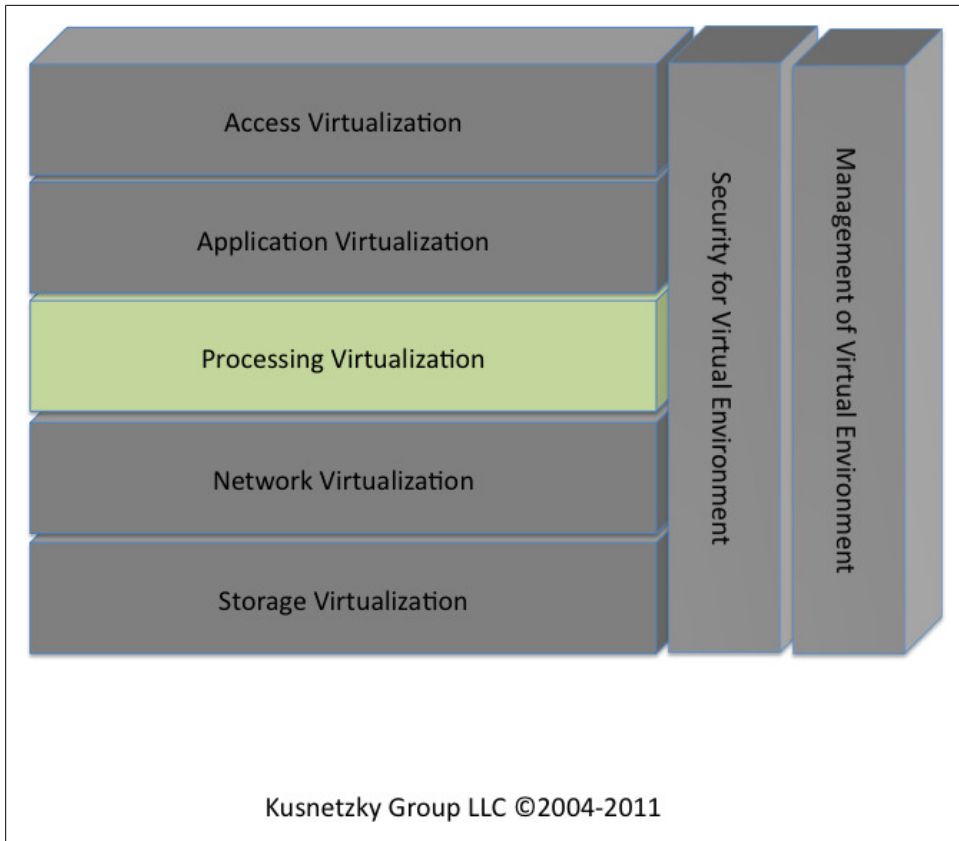 Access Virtualization
Application Virtualization
Processing Virtualization
Network Virtualization
Storage Virtualization
Security for Virtual Environment
Management of Virtual Environment
Kusnetzky Group LLC ©2004-2011